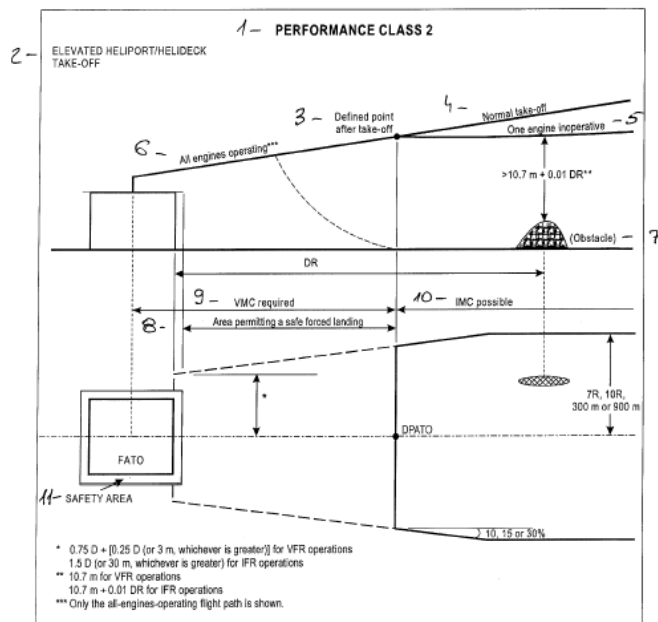 1- PERFORMANCE CLASS 2
2- ELEVATED HELIPORT/HELIDECK
TAKE-OFF
3- Defined point
after take-off
4- Normal take-off
One engine inoperative -5
6- All engines operating***
>10.7 m + 0.01 DR**
(Obstacle) -7
DR
9- VMC required
10- IMC possible
8- Area permitting a safe forced landing
*
7R, 10R,
300 m or 900 m
DPATO
FATO
11- SAFETY AREA
10, 15 or 30%
* 0.75 D + [0.25 D (or 3 m, whichever is greater)] for VFR operations
1.5 D (or 30 m, whichever is greater) for IFR operations
** 10.7 m for VFR operations
10.7 m + 0.01 DR for IFR operations
*** Only the all-engines-operating flight path is shown.